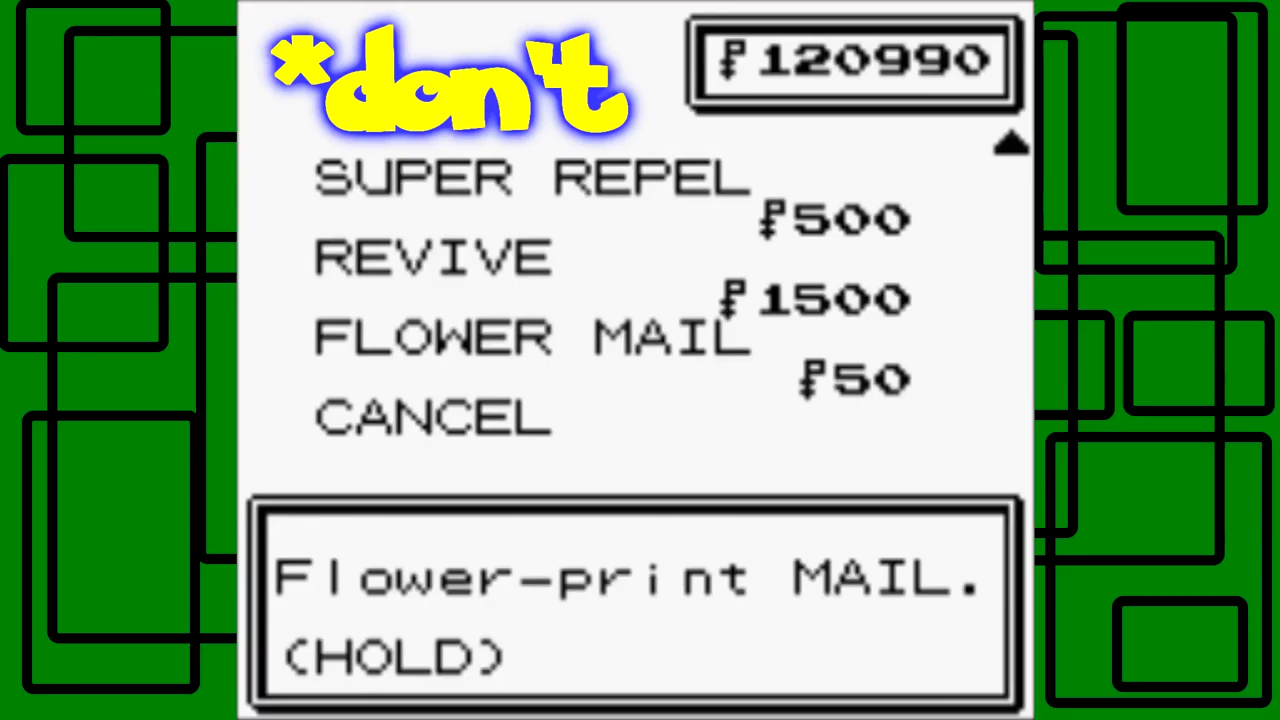 *don't
₽120990
SUPER REPEL
₽500
REVIVE
₽1500
FLOWER MAIL
₽50
CANCEL
Flower-print MAIL.
(HOLD)